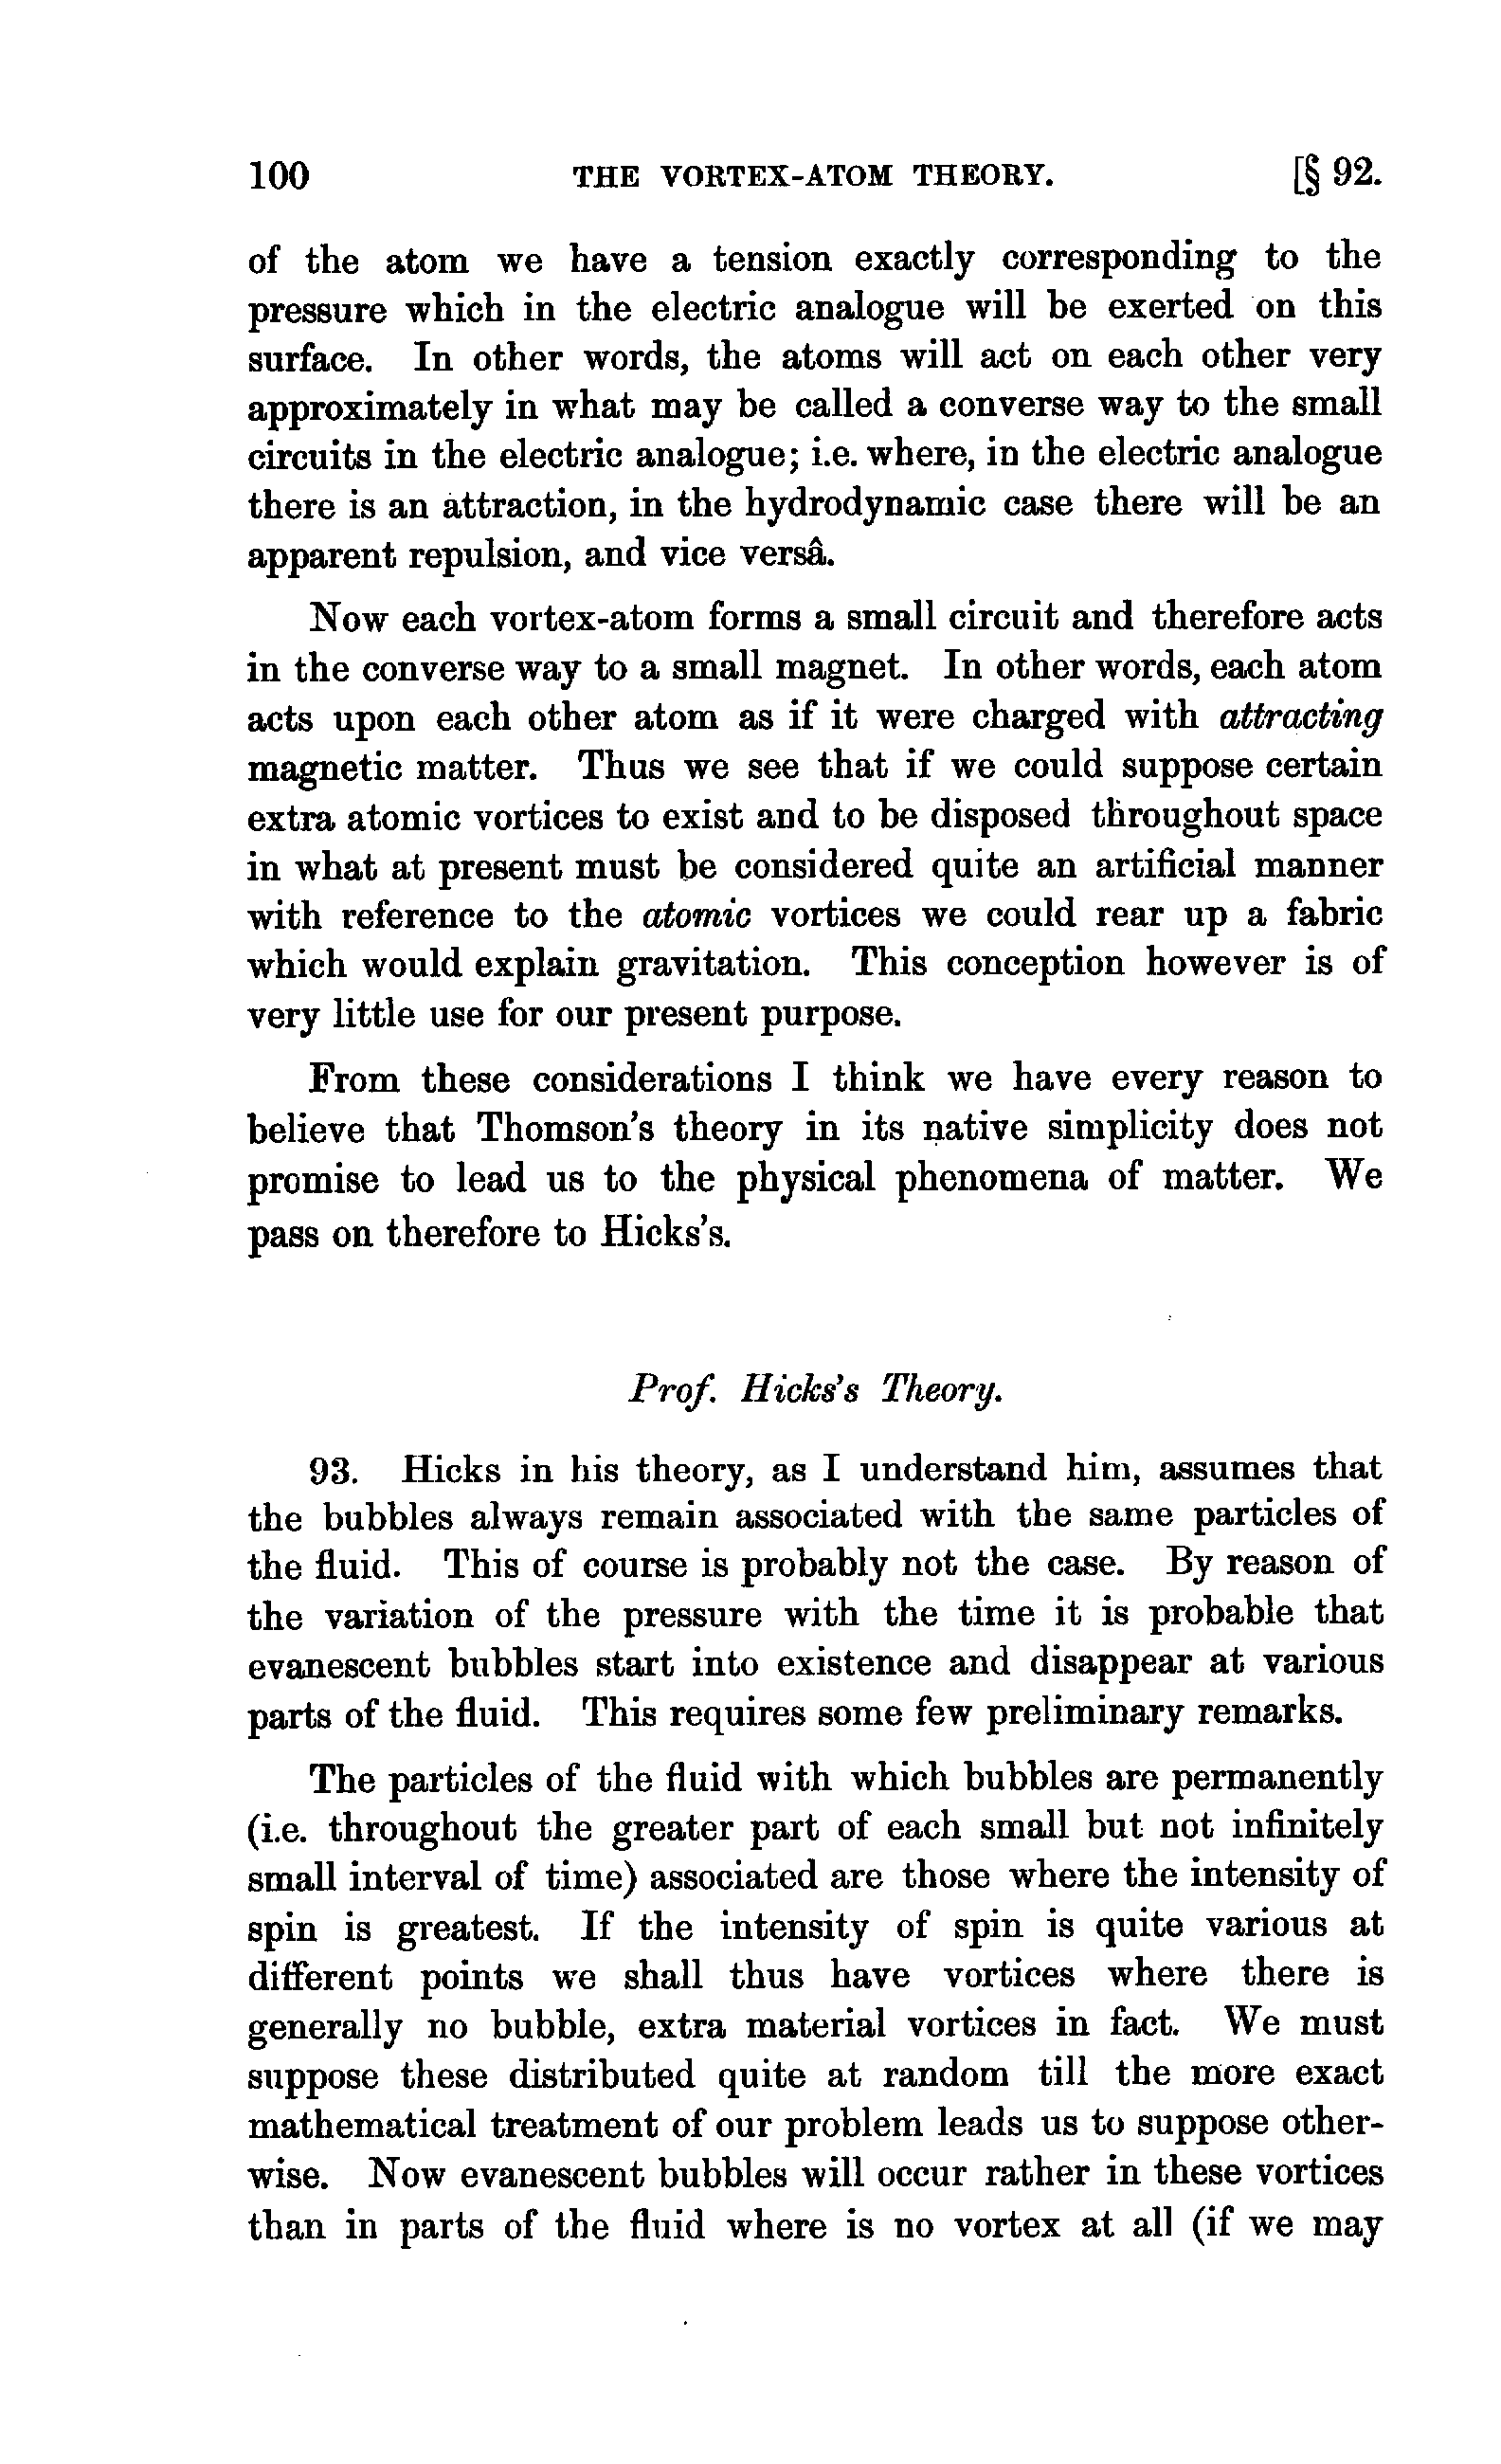 100 THE VORTEX-ATOM THEORY. [§ 92.
of the atom we have a tension exactly corresponding to the
pressure which in the electric analogue will be exerted on this
surface. In other words, the atoms will act on each other very
approximately in what may be called a converse way to the small
circuits in the electric analogue; i.e. where, in the electric analogue
there is an attraction, in the hydrodynamic case there will be an
apparent repulsion, and vice versâ.
Now each vortex-atom forms a small circuit and therefore acts
in the converse way to a small magnet. In other words, each atom
acts upon each other atom as if it were charged with attracting
magnetic matter. Thus we see that if we could suppose certain
extra atomic vortices to exist and to be disposed throughout space
in what at present must be considered quite an artificial manner
with reference to the atomic vortices we could rear up a fabric
which would explain gravitation. This conception however is of
very little use for our present purpose.
From these considerations I think we have every reason to
believe that Thomson's theory in its native simplicity does not
promise to lead us to the physical phenomena of matter. We
pass on therefore to Hicks's.
Prof. Hicks's Theory.
93. Hicks in his theory, as I understand him, assumes that
the bubbles always remain associated with the same particles of
the fluid. This of course is probably not the case. By reason of
the variation of the pressure with the time it is probable that
evanescent bubbles start into existence and disappear at various
parts of the fluid. This requires some few preliminary remarks.
The particles of the fluid with which bubbles are permanently
(i.e. throughout the greater part of each small but not infinitely
small interval of time) associated are those where the intensity of
spin is greatest. If the intensity of spin is quite various at
different points we shall thus have vortices where there is
generally no bubble, extra material vortices in fact. We must
suppose these distributed quite at random till the more exact
mathematical treatment of our problem leads us to suppose other-
wise. Now evanescent bubbles will occur rather in these vortices
than in parts of the fluid where is no vortex at all (if we may